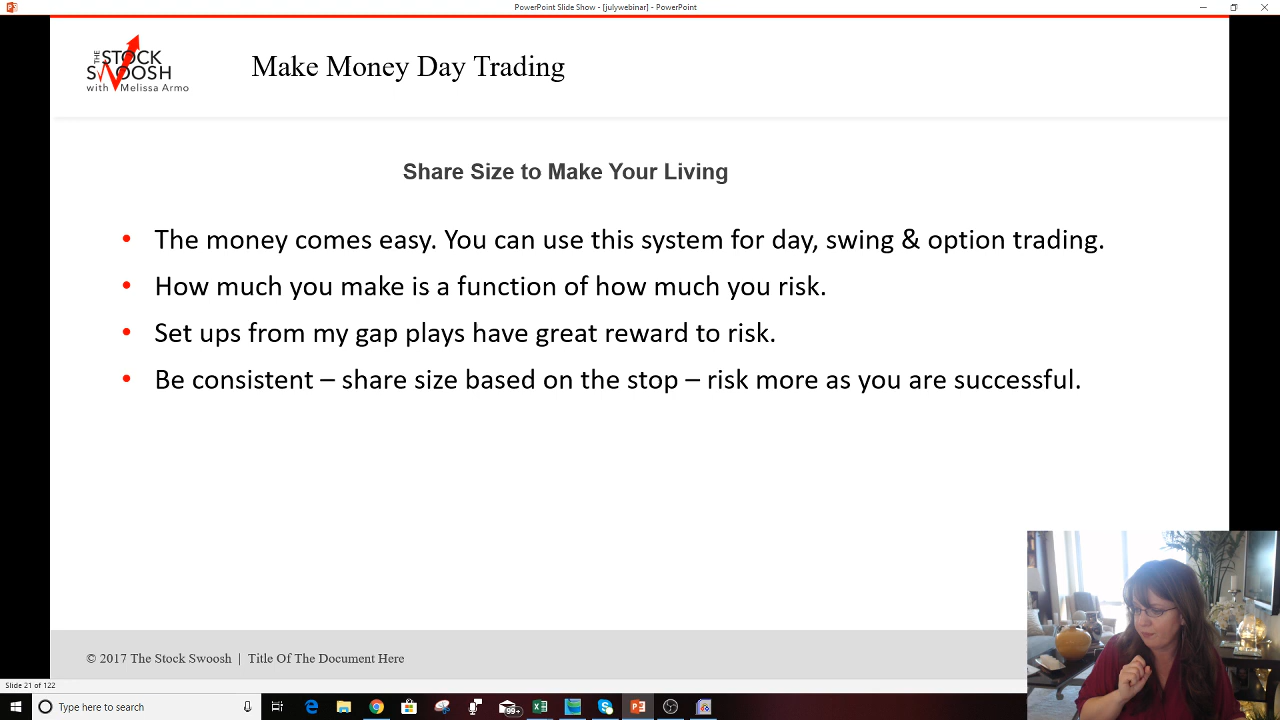 PowerPoint Slide Show - [julywebinar] - PowerPoint
THE
STOCK
SWOOSH
with Melissa Armo
Make Money Day Trading
Share Size to Make Your Living
• The money comes easy. You can use this system for day, swing & option trading.
• How much you make is a function of how much you risk.
• Set ups from my gap plays have great reward to risk.
• Be consistent – share size based on the stop – risk more as you are successful.
© 2017 The Stock Swoosh | Title Of The Document Here
Slide 21 of 122
Type here to search
99+